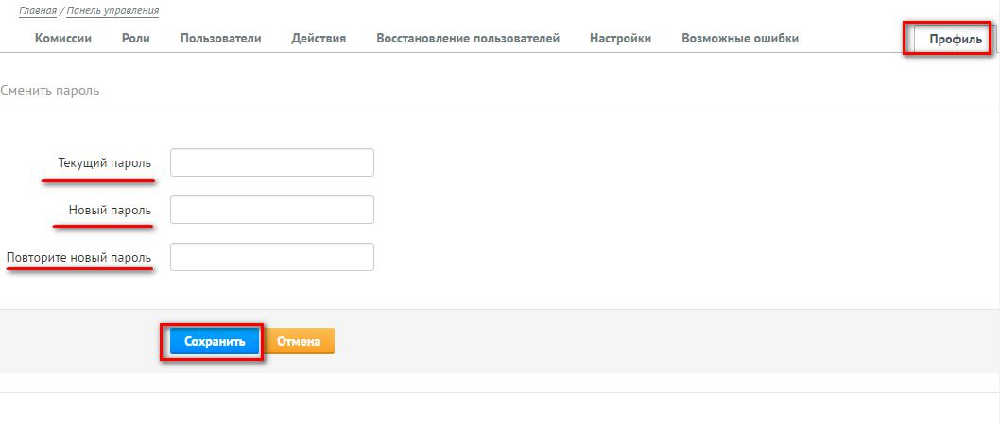 Главная / Панель управления
Комиссии Роли Пользователи Действия Восстановление пользователей Настройки Возможные ошибки Профиль
Сменить пароль
Текущий пароль
Новый пароль
Повторите новый пароль
Сохранить Отмена